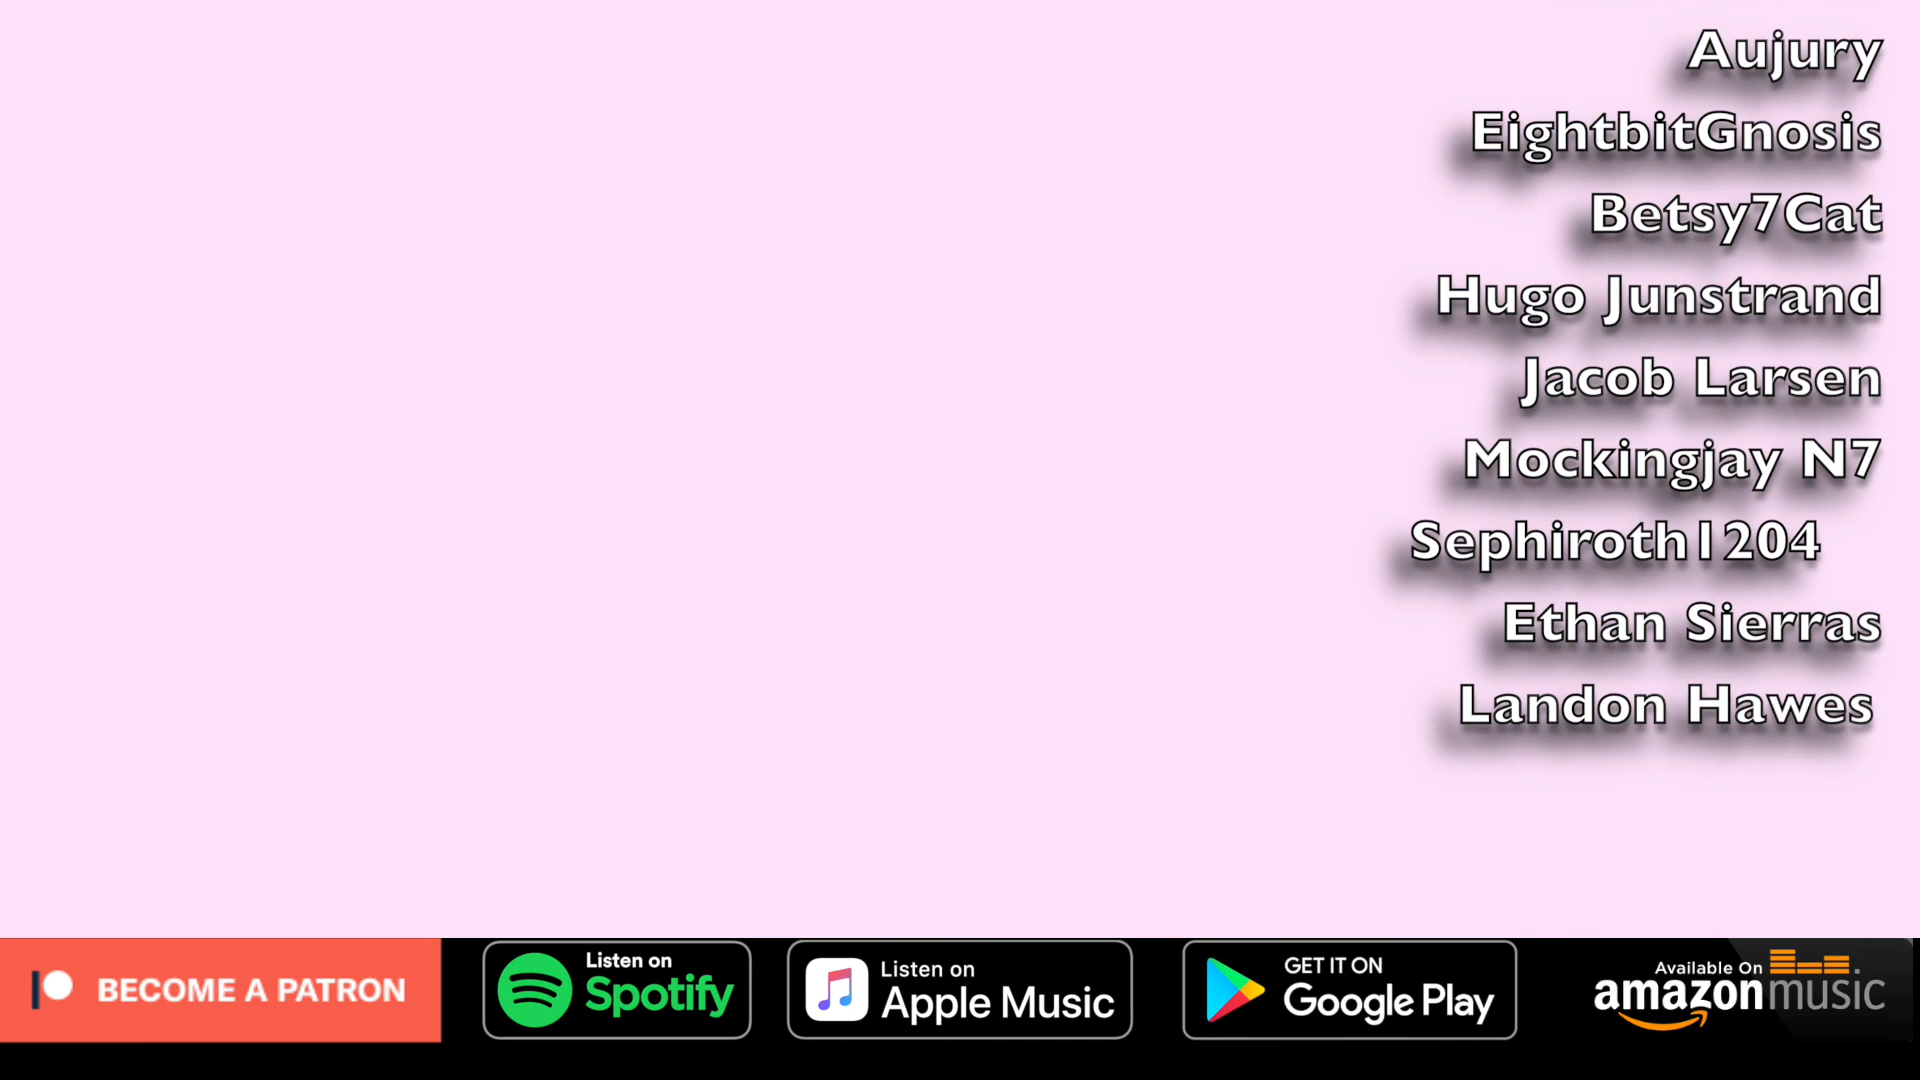 Aujury
EightbitGnosis
Betsy7Cat
Hugo Junstrand
Jacob Larsen
Mockingjay N7
Sephiroth1204
Ethan Sierras
Landon Hawes
BECOME A PATRON
Listen on
Spotify
Listen on
Apple Music
GET IT ON
Google Play
Available On
amazon music